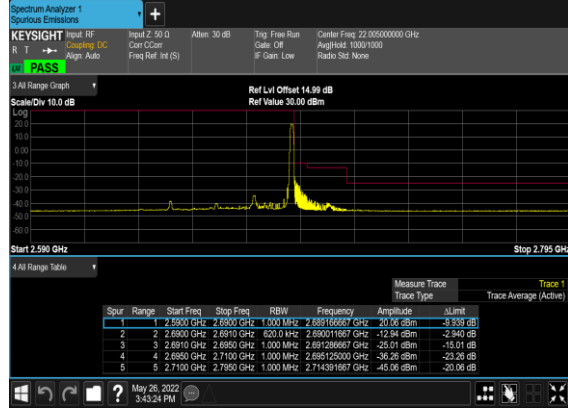 Spectrum Analyzer 1
Spurious Emissions
+
KEYSIGHT Input: RF Input Z: 50 Ω Atten: 30 dB Trig: Free Run Center Freq: 22.005000000 GHz
R T Coupling: DC Corr CCorr Gate: Off Avg|Hold: 1000/1000
Align: Auto Freq Ref: Int (S) IF Gain: Low Radio Std: None
LW PASS
3 All Range Graph Ref Lvl Offset 14.99 dB
Scale/Div 10.0 dB Ref Value 30.00 dBm
Log
20.0
10.0
0.00
-10.0
-20.0
-30.0
-40.0
-50.0
-60.0
Start 2.590 GHz Stop 2.795 GHz
4 All Range Table
Measure Trace Trace 1
Trace Type Trace Average (Active)
Spur Range Start Freq Stop Freq RBW Frequency Amplitude ΔLimit
1 1 2.5900 GHz 2.6900 GHz 1.000 MHz 2.689166667 GHz 20.06 dBm -9.939 dB
2 2 2.6900 GHz 2.6910 GHz 620.0 kHz 2.690011667 GHz -12.94 dBm -2.940 dB
3 3 2.6910 GHz 2.6950 GHz 1.000 MHz 2.691286667 GHz -25.01 dBm -15.01 dB
4 4 2.6950 GHz 2.7100 GHz 1.000 MHz 2.695125000 GHz -36.26 dBm -23.26 dB
5 5 2.7100 GHz 2.7950 GHz 1.000 MHz 2.714391667 GHz -45.06 dBm -20.06 dB
? May 26, 2022
3:43:24 PM